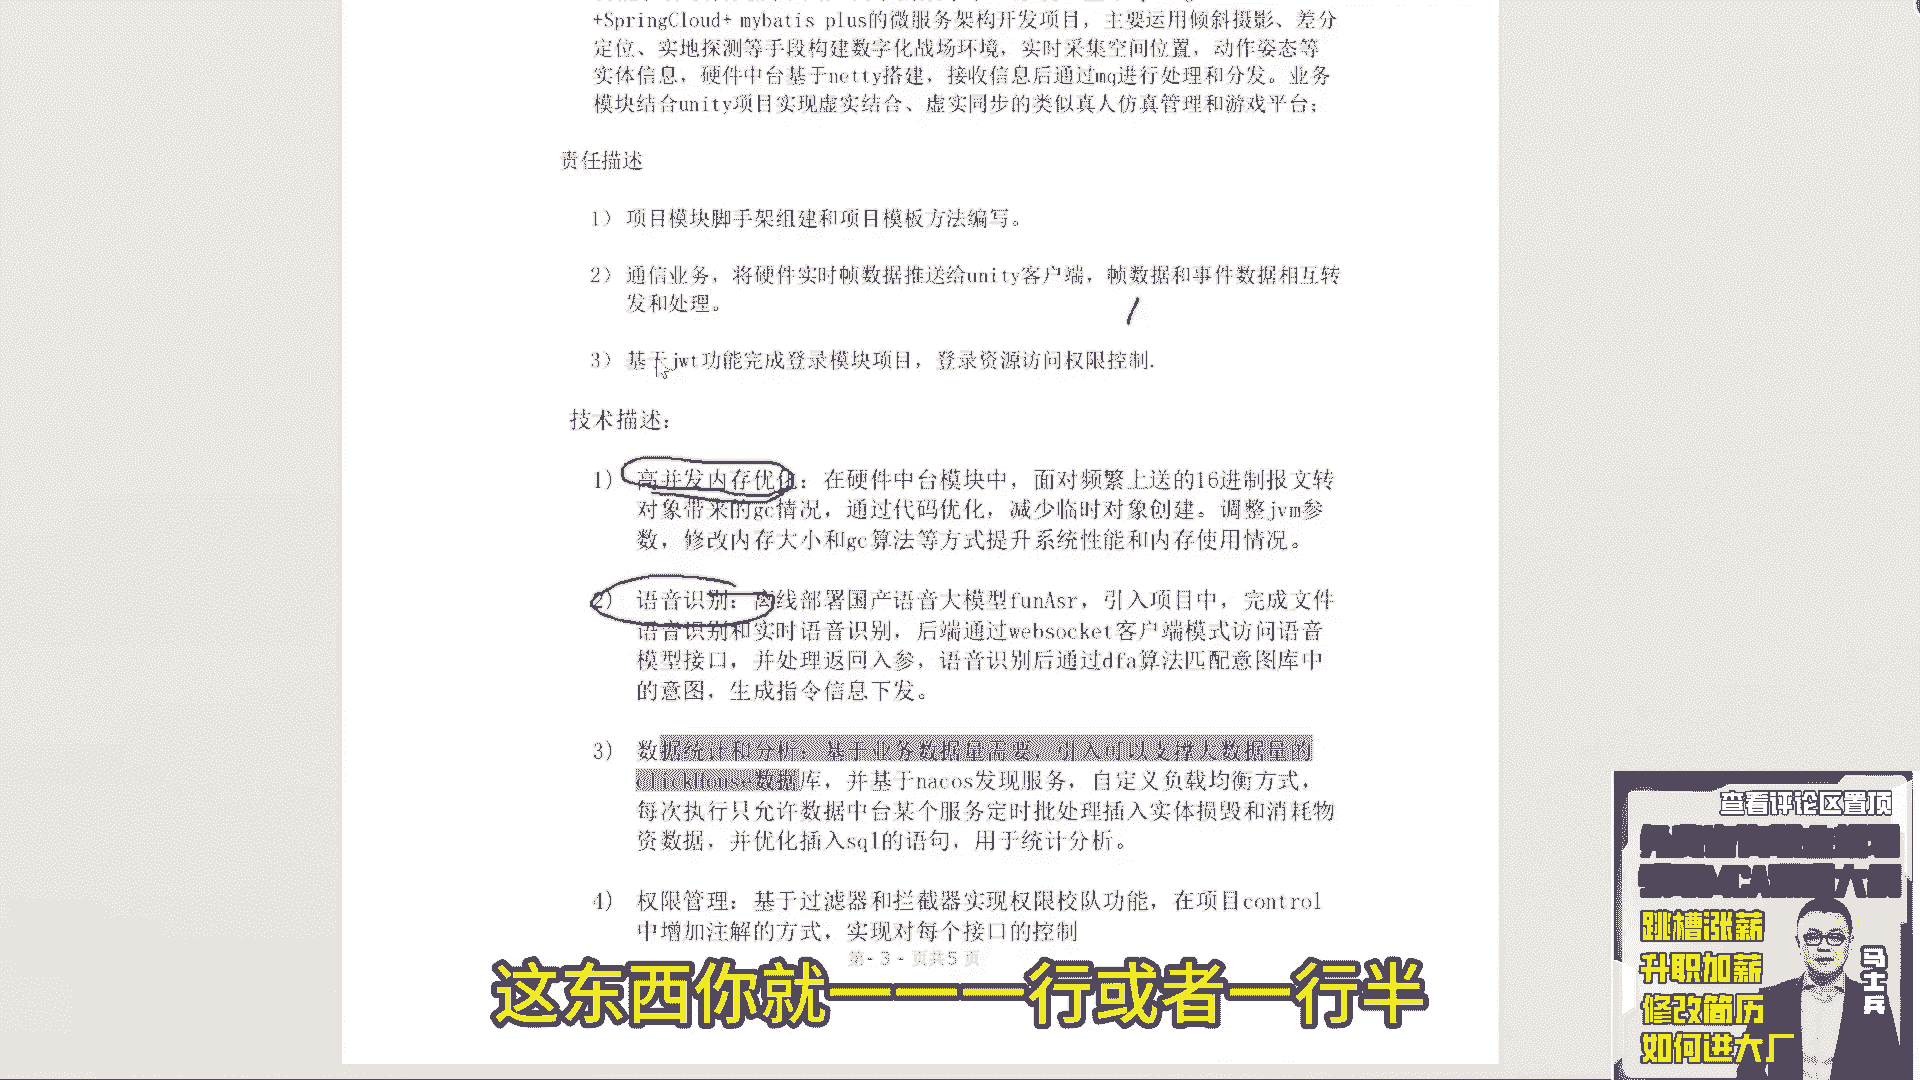 +SpringCloud+ mybatis plus的微服务架构开发项目，主要运用倾斜摄影、差分
定位、实地探测等手段构建数字化战场环境，实时采集空间位置，动作姿态等
实体信息，硬件中台基于netty搭建，接收信息后通过mq进行处理和分发。业务
模块结合unity项目实现虚实结合、虚实同步的类似真人仿真管理和游戏平台；
责任描述
1） 项目模块脚手架组建和项目模板方法编写。
2） 通信业务，将硬件实时帧数据推送给unity客户端，帧数据和事件数据相互转
发和处理。
3） 基于jwt功能完成登录模块项目，登录资源访问权限控制.
技术描述：
1） 高并发内存优化：在硬件中台模块中，面对频繁上送的16进制报文转
对象带来的gc情况，通过代码优化，减少临时对象创建。调整jvm参
数，修改内存大小和gc算法等方式提升系统性能和内存使用情况。
2） 语音识别：离线部署国产语音大模型funAsr，引入项目中，完成文件
语音识别和实时语音识别，后端通过websocket客户端模式访问语音
模型接口，并处理返回入参，语音识别后通过dfa算法匹配意图库中
的意图，生成指令信息下发。
3） 数据统计和分析：基于业务数据量需要，引入可以支撑大数据量的
clickHouse数据库，并基于nacos发现服务，自定义负载均衡方式，
每次执行只允许数据中台某个服务定时批处理插入实体损毁和消耗物
资数据，并优化插入sql的语句，用于统计分析。
4） 权限管理：基于过滤器和拦截器实现权限校队功能，在项目control
中增加注解的方式，实现对每个接口的控制
第- 3 - 页共5 页
这东西你就一一一行或者一行半
查看评论区置顶
跳槽涨薪
升职加薪
修改简历
如何进大厂
马士兵